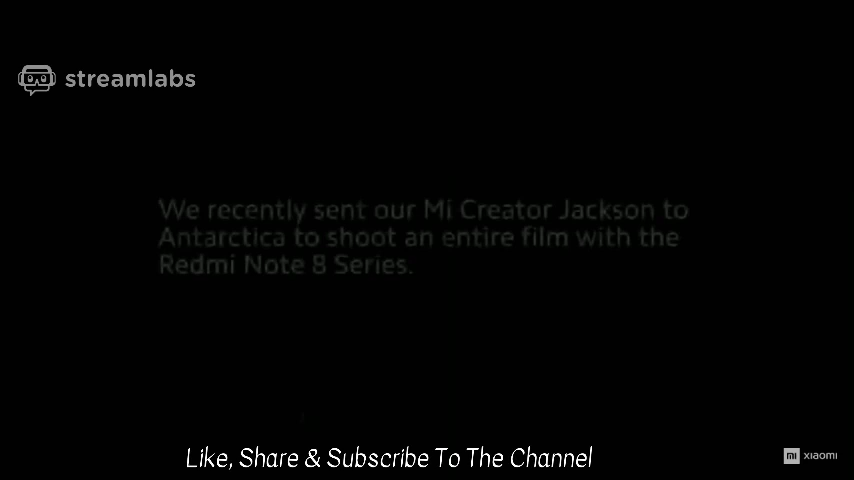 streamlabs
We recently sent our Mi Creator Jackson to
Antarctica to shoot an entire film with the
Redmi Note 8 Series.
Like, Share & Subscribe To The Channel
mi xiaomi